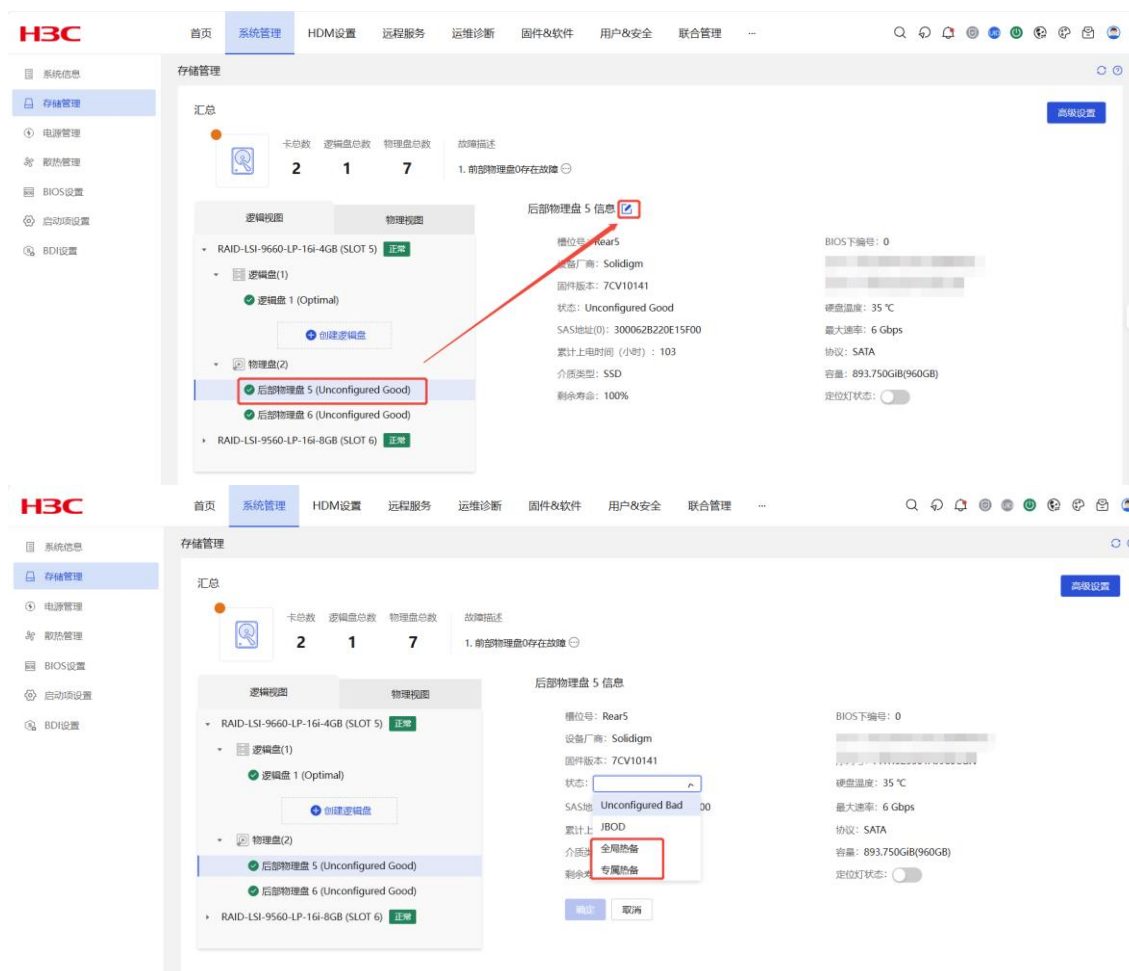 H3C 首页 系统管理 HDM设置 远程服务 运维诊断 固件&软件 用户&安全 联合管理 ...
系统信息
存储管理
电源管理
散热管理
BIOS设置
启动项设置
BDI设置
存储管理
汇总
高级设置
卡总数 逻辑盘总数 物理盘总数 故障描述
2 1 7 1. 前部物理盘0存在故障
逻辑视图 物理视图
RAID-LSI-9660-LP-16i-4GB (SLOT 5) 正常
逻辑盘(1)
逻辑盘 1 (Optimal)
创建逻辑盘
物理盘(2)
后部物理盘 5 (Unconfigured Good)
后部物理盘 6 (Unconfigured Good)
RAID-LSI-9560-LP-16i-8GB (SLOT 6) 正常
后部物理盘 5 信息
槽位号: Rear5
设备厂商: Solidigm
固件版本: 7CV10141
状态: Unconfigured Good
SAS地址(0): 300062B220E15F00
累计上电时间（小时）: 103
介质类型: SSD
剩余寿命: 100%
BIOS下编号: 0
硬盘温度: 35 ℃
最大速率: 6 Gbps
协议: SATA
容量: 893.750GiB(960GB)
定位灯状态:
H3C 首页 系统管理 HDM设置 远程服务 运维诊断 固件&软件 用户&安全 联合管理 ...
系统信息
存储管理
电源管理
散热管理
BIOS设置
启动项设置
BDI设置
存储管理
汇总
高级设置
卡总数 逻辑盘总数 物理盘总数 故障描述
2 1 7 1. 前部物理盘0存在故障
逻辑视图 物理视图
RAID-LSI-9660-LP-16i-4GB (SLOT 5) 正常
逻辑盘(1)
逻辑盘 1 (Optimal)
创建逻辑盘
物理盘(2)
后部物理盘 5 (Unconfigured Good)
后部物理盘 6 (Unconfigured Good)
RAID-LSI-9560-LP-16i-8GB (SLOT 6) 正常
后部物理盘 5 信息
槽位号: Rear5
设备厂商: Solidigm
固件版本: 7CV10141
状态:
SAS地 00
Unconfigured Bad
累计上
JBOD
介质类
全局热备
剩余寿
专属热备
确定 取消
BIOS下编号: 0
硬盘温度: 35 ℃
最大速率: 6 Gbps
协议: SATA
容量: 893.750GiB(960GB)
定位灯状态: